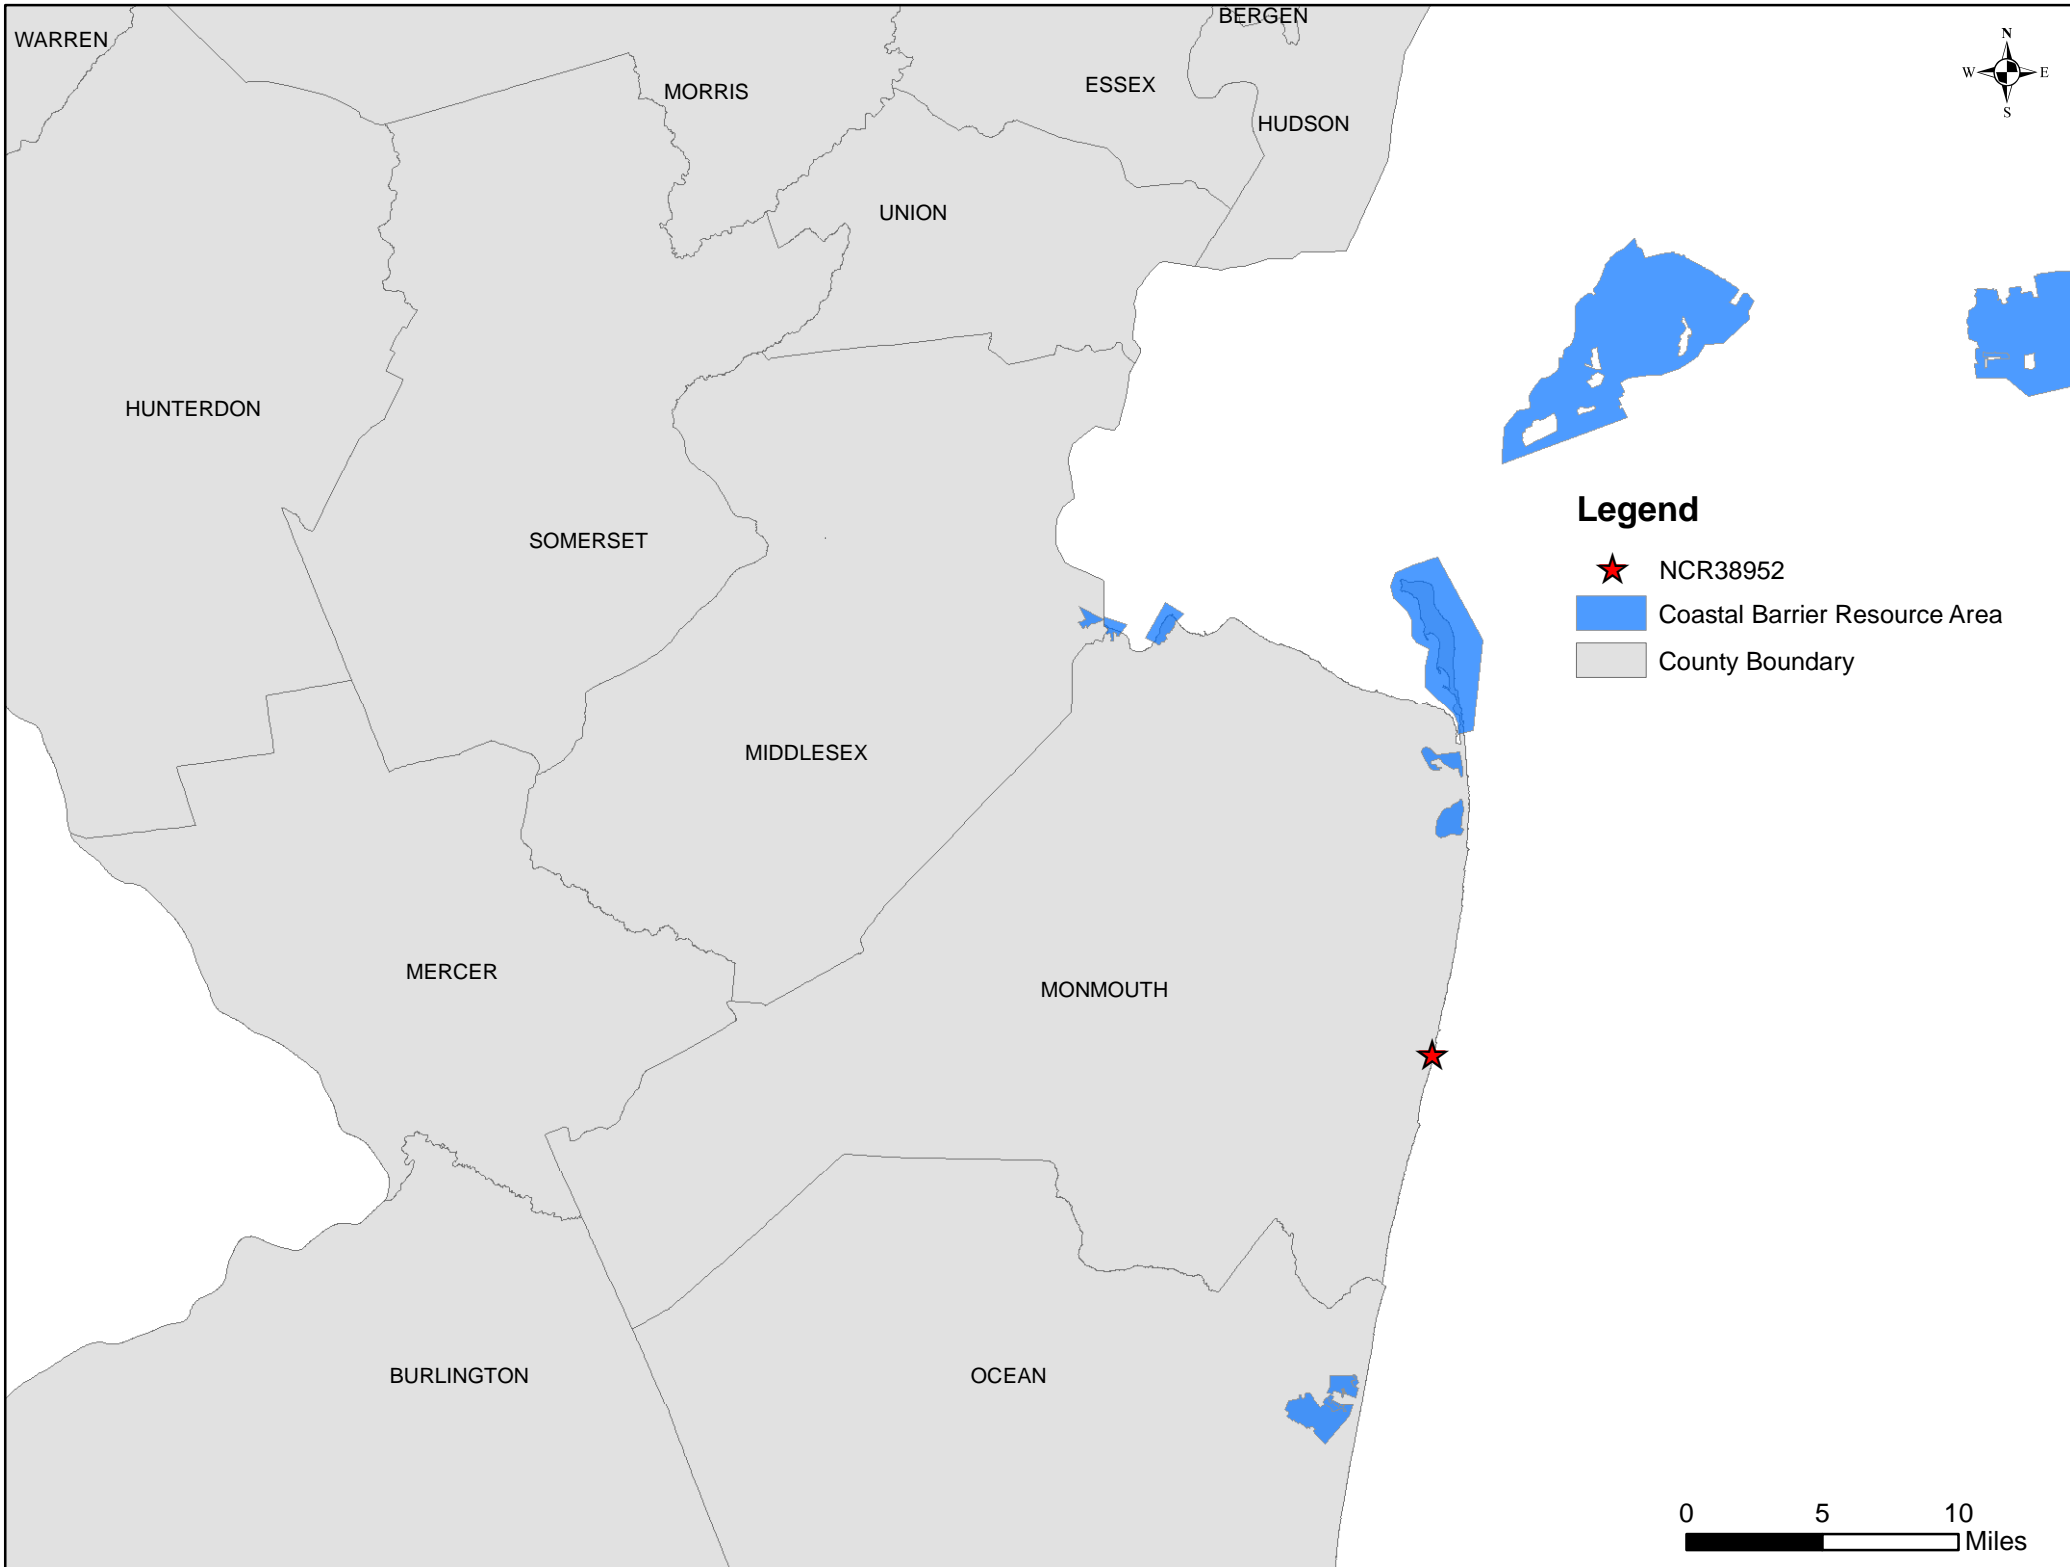 BERGEN
WARREN
N
W E
S
MORRIS
ESSEX
HUDSON
UNION
HUNTERDON
Legend
SOMERSET
NCR38952
Coastal Barrier Resource Area
County Boundary
MIDDLESEX
MERCER
MONMOUTH
BURLINGTON
OCEAN
0 5 10
Miles